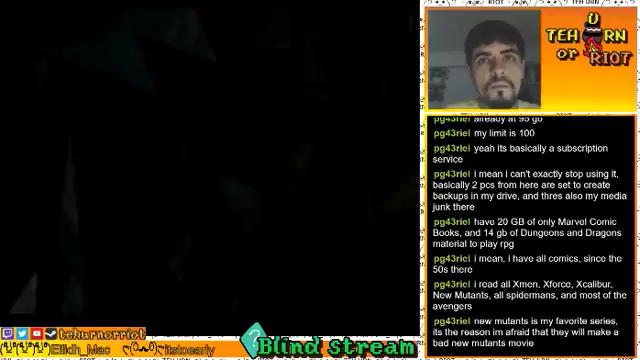 TEH URN
or RIOT
pg43riel already at 95 gb
pg43riel my limit is 100
pg43riel yeah its basically a subscription
service
pg43riel i mean i can't exactly stop using it,
basically 2 pcs from here are set to create
backups in my drive, and thres also my media
junk there
pg43riel have 20 GB of only Marvel Comic
Books, and 14 gb of Dungeons and Dragons
material to play rpg
pg43riel i mean, i have all comics, since the
50s there
pg43riel i read all Xmen, Xforce, Xcalibur,
New Mutants, all spidermans, and most of the
avengers
pg43riel new mutants is my favorite series,
its the reason im afraid that they will make a
bad new mutants movie
tehurnorriot
Blind Stream